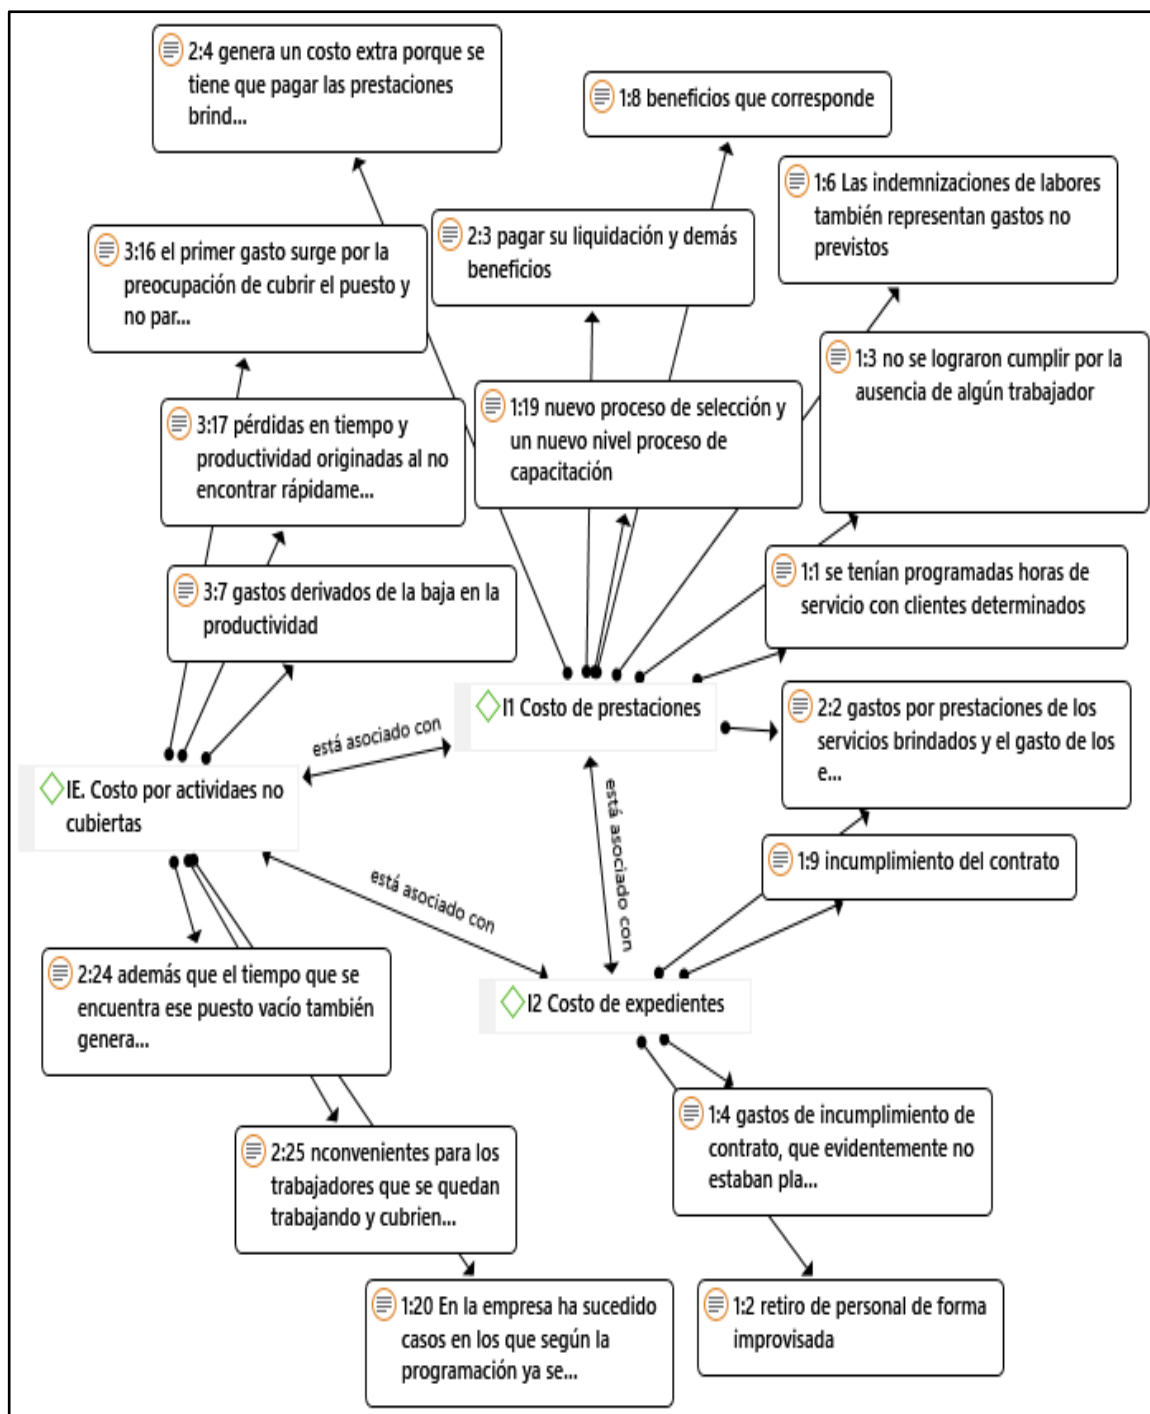 2:4 genera un costo extra porque se
tiene que pagar las prestaciones
brind...
1:8 beneficios que corresponde
1:6 Las indemnizaciones de labores
también representan gastos no
previstos
2:3 pagar su liquidación y demás
beneficios
3:16 el primer gasto surge por la
preocupación de cubrir el puesto y
no par...
1:3 no se lograron cumplir por la
ausencia de algún trabajador
1:19 nuevo proceso de selección y
un nuevo nivel proceso de
capacitación
3:17 pérdidas en tiempo y
productividad originadas al no
encontrar rápidame...
1:1 se tenían programadas horas de
servicio con clientes determinados
3:7 gastos derivados de la baja en la
productividad
I1 Costo de prestaciones
2:2 gastos por prestaciones de los
servicios brindados y el gasto de los
e...
está asociado con
IE. Costo por actividaes no
cubiertas
está asociado con
1:9 incumplimiento del contrato
está asociado con
2:24 además que el tiempo que se
encuentra ese puesto vacío también
genera...
I2 Costo de expedientes
1:4 gastos de incumplimiento de
contrato, que evidentemente no
estaban pla...
2:25 nconvenientes para los
trabajadores que se quedan
trabajando y cubrien...
1:20 En la empresa ha sucedido
casos en los que según la
programación ya se...
1:2 retiro de personal de forma
improvisada